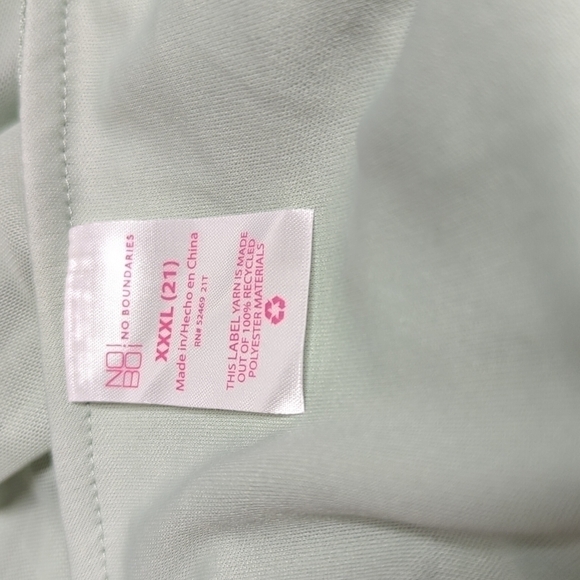 NO!
BO!
NO BOUNDARIES
XXXL (21)
Made in/Hecho en China
RN# 52469 21T
THIS LABEL YARN IS MADE
OUT OF 100% RECYCLED
POLYESTER MATERIALS